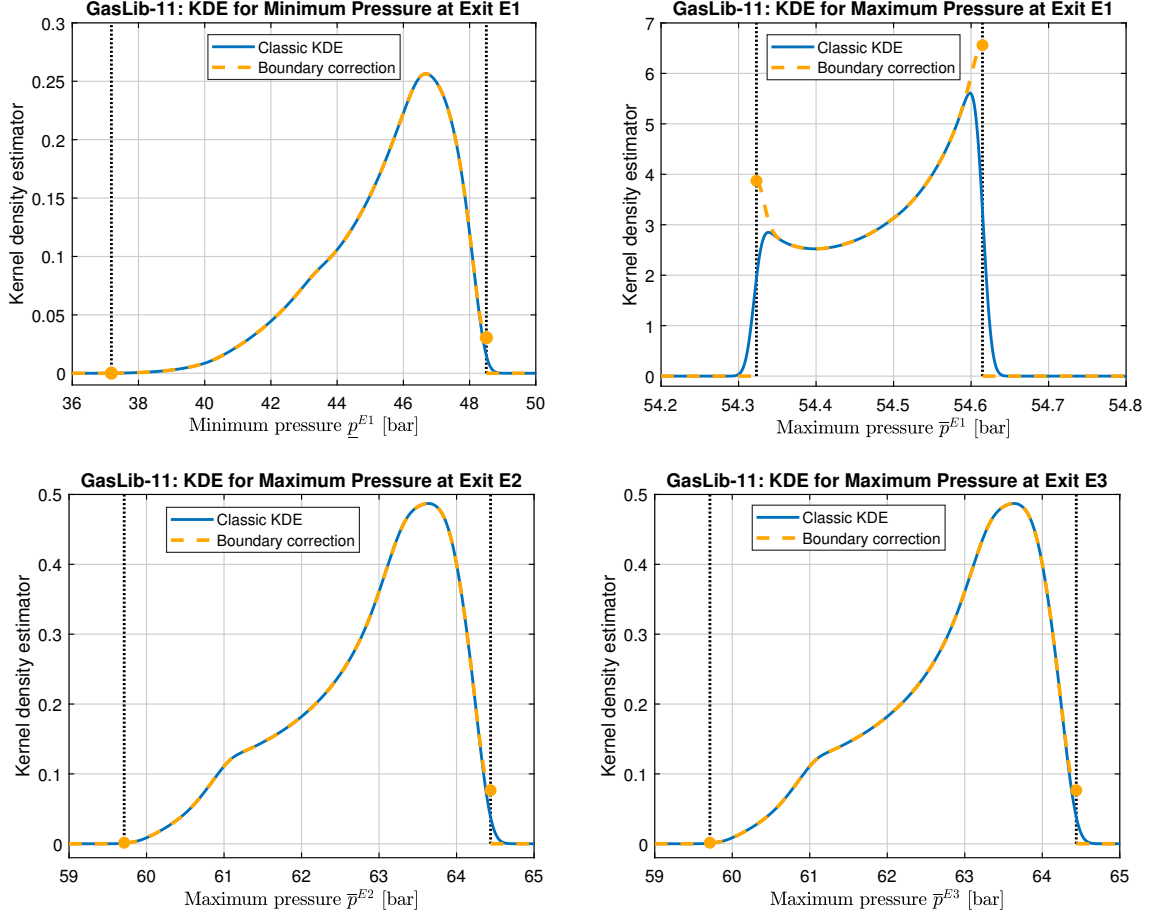 GasLib-11: KDE for Minimum Pressure at Exit E1
Kernel density estimator
0.3
0.25
0.2
0.15
0.1
0.05
0
Classic KDE
Boundary correction
36 38 40 42 44 46 48 50
Minimum pressure p^{E1} [bar]
GasLib-11: KDE for Maximum Pressure at Exit E1
Kernel density estimator
7
6
5
4
3
2
1
0
Classic KDE
Boundary correction
54.2 54.3 54.4 54.5 54.6 54.7 54.8
Maximum pressure p̅^{E1} [bar]
GasLib-11: KDE for Maximum Pressure at Exit E2
Kernel density estimator
0.5
0.4
0.3
0.2
0.1
0
Classic KDE
Boundary correction
59 60 61 62 63 64 65
Maximum pressure p̅^{E2} [bar]
GasLib-11: KDE for Maximum Pressure at Exit E3
Kernel density estimator
0.5
0.4
0.3
0.2
0.1
0
Classic KDE
Boundary correction
59 60 61 62 63 64 65
Maximum pressure p̅^{E3} [bar]